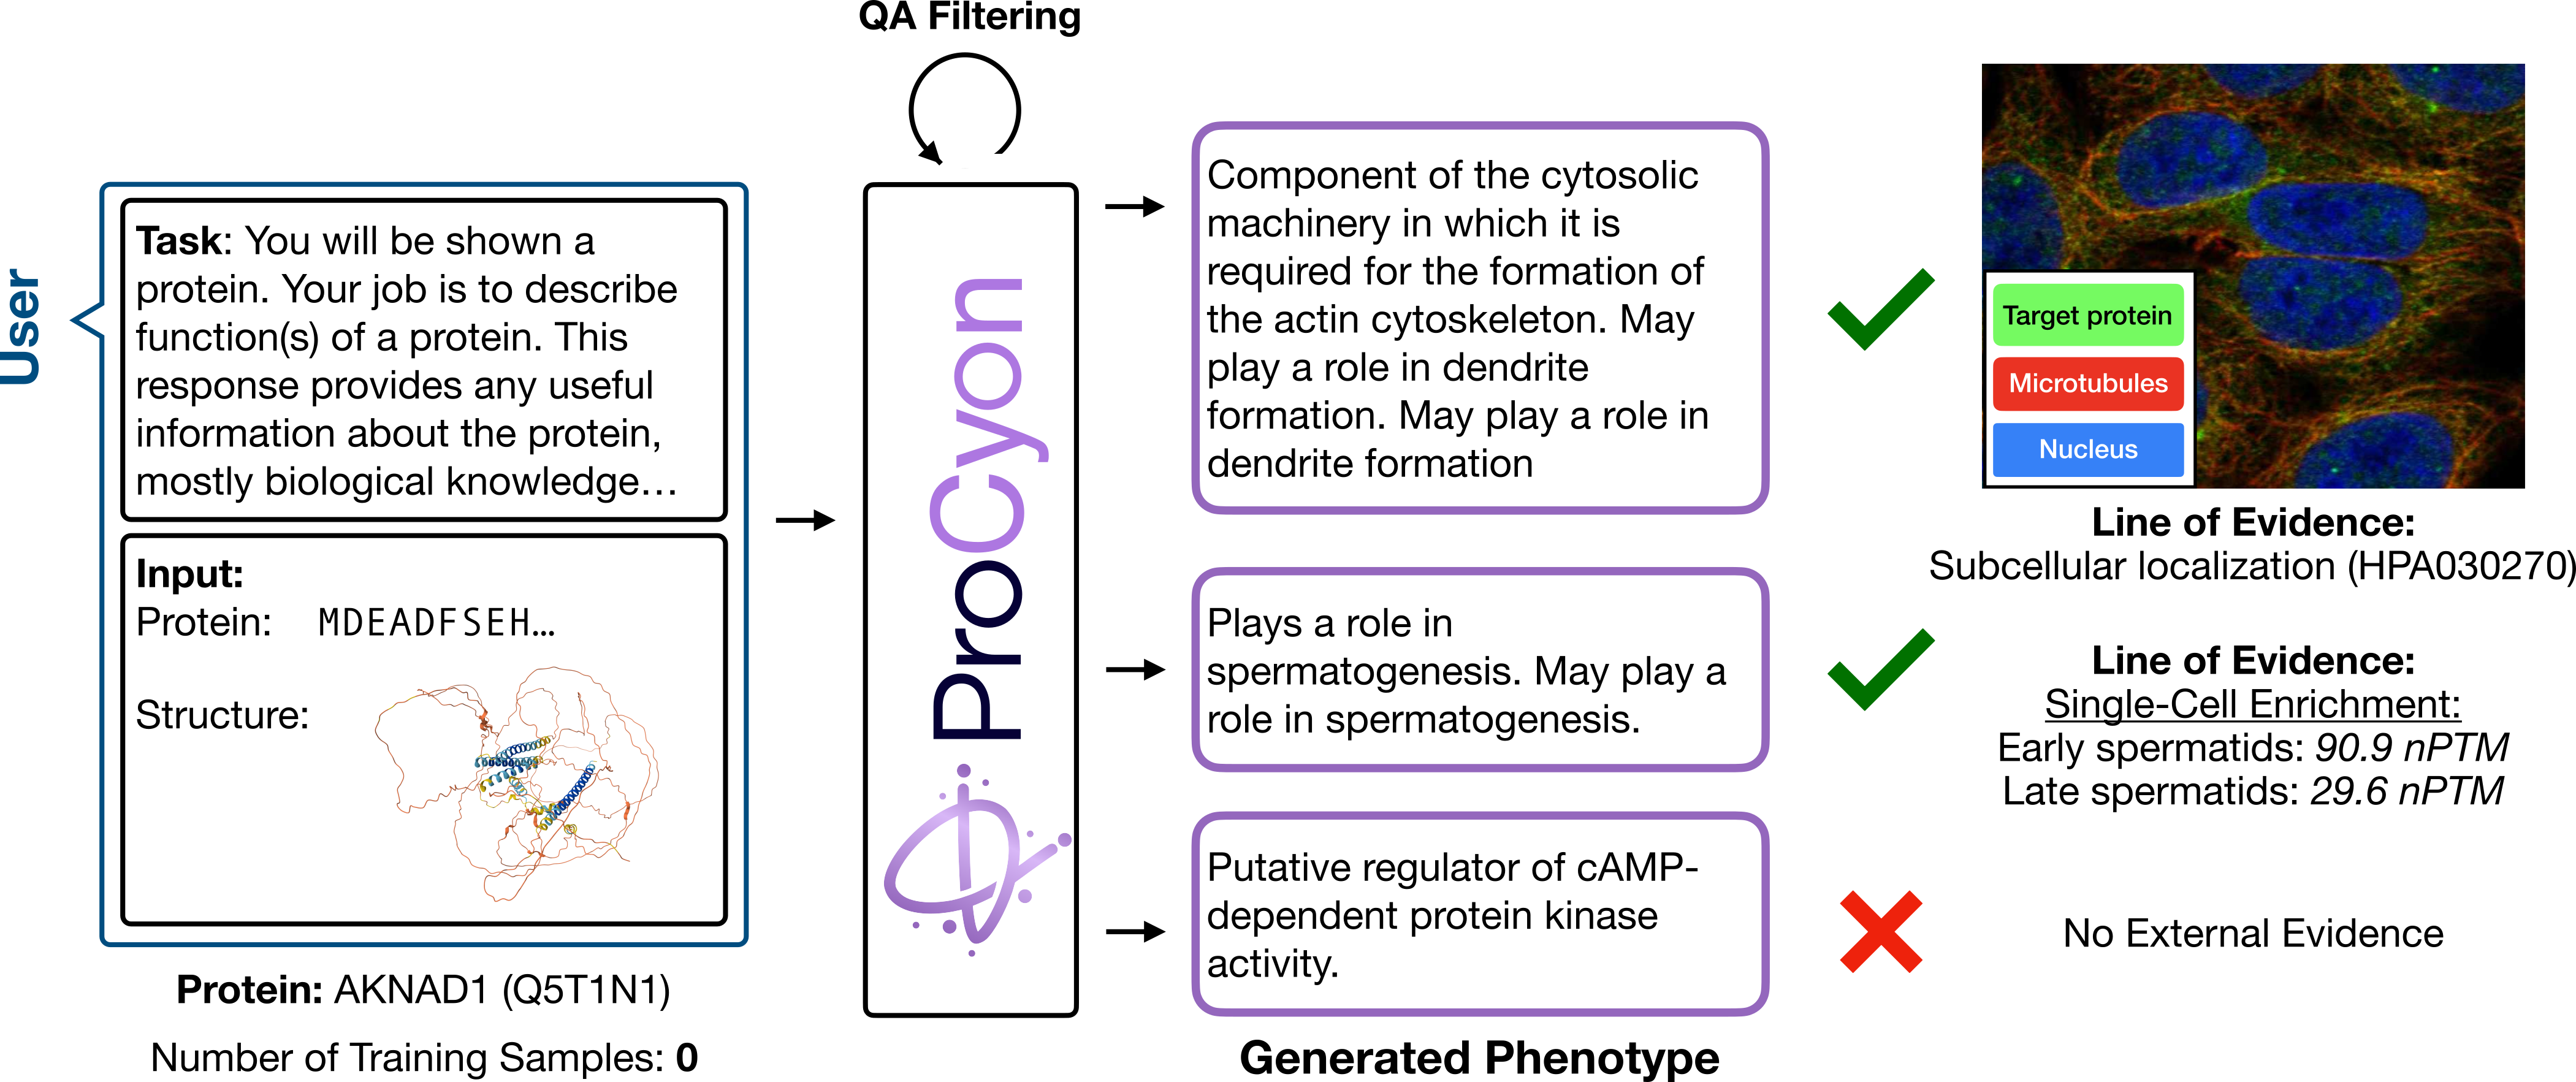 QA Filtering
User
Task: You will be shown a
protein. Your job is to describe
function(s) of a protein. This
response provides any useful
information about the protein,
mostly biological knowledge...
Input:
Protein: MDEADFSEH...
Structure:
Protein: AKNAD1 (Q5T1N1)
Number of Training Samples: 0
ProCyon
Component of the cytosolic
machinery in which it is
required for the formation of
the actin cytoskeleton. May
play a role in dendrite
formation. May play a role in
dendrite formation
Plays a role in
spermatogenesis. May play a
role in spermatogenesis.
Putative regulator of cAMP-
dependent protein kinase
activity.
Generated Phenotype
Target protein
Microtubules
Nucleus
Line of Evidence:
Subcellular localization (HPA030270)
Line of Evidence:
Single-Cell Enrichment:
Early spermatids: 90.9 nPTM
Late spermatids: 29.6 nPTM
No External Evidence